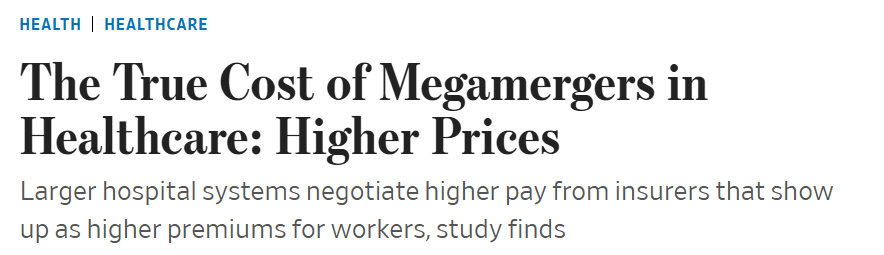 HEALTH | HEALTHCARE
The True Cost of Megamergers in
Healthcare: Higher Prices
Larger hospital systems negotiate higher pay from insurers that show
up as higher premiums for workers, study finds